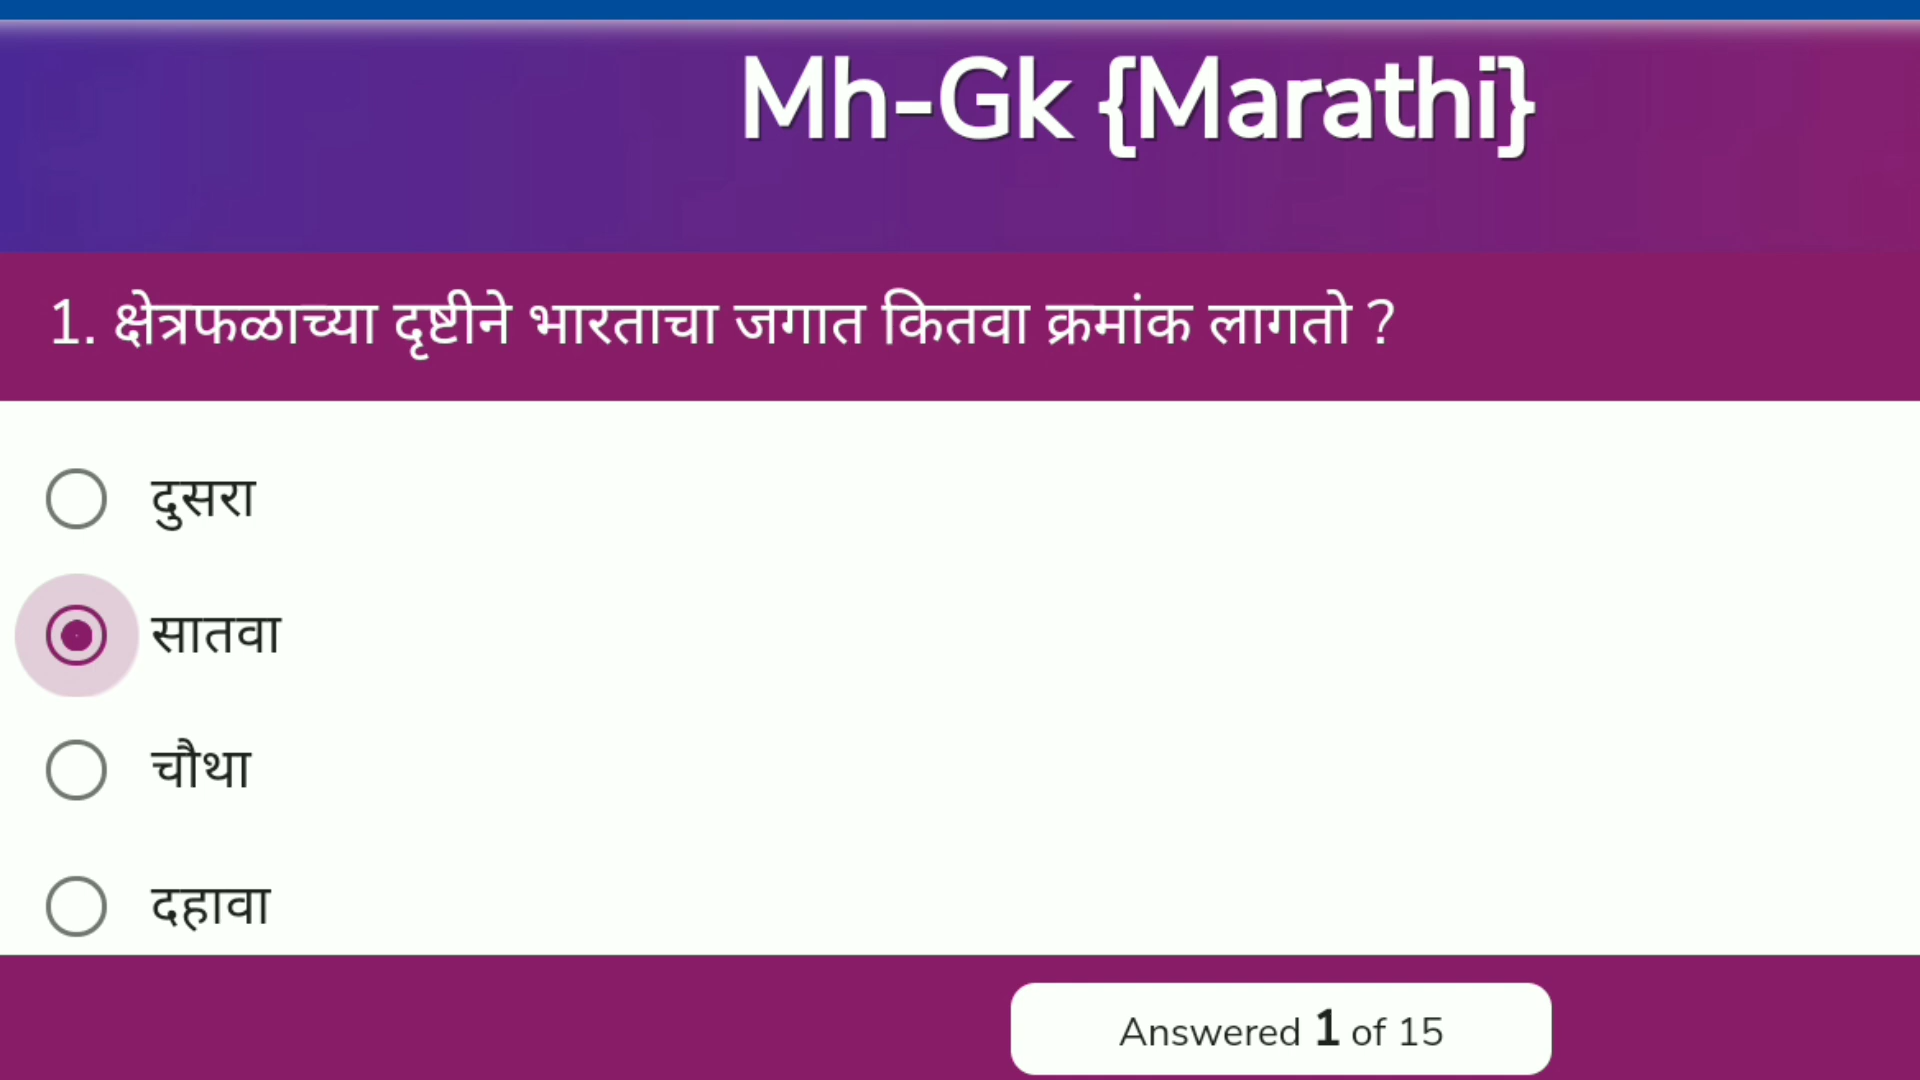 Mh-Gk {Marathi}
1. क्षेत्रफळाच्या दृष्टीने भारताचा जगात कितवा क्रमांक लागतो ?
दुसरा
सातवा
चौथा
दहावा
Answered 1 of 15